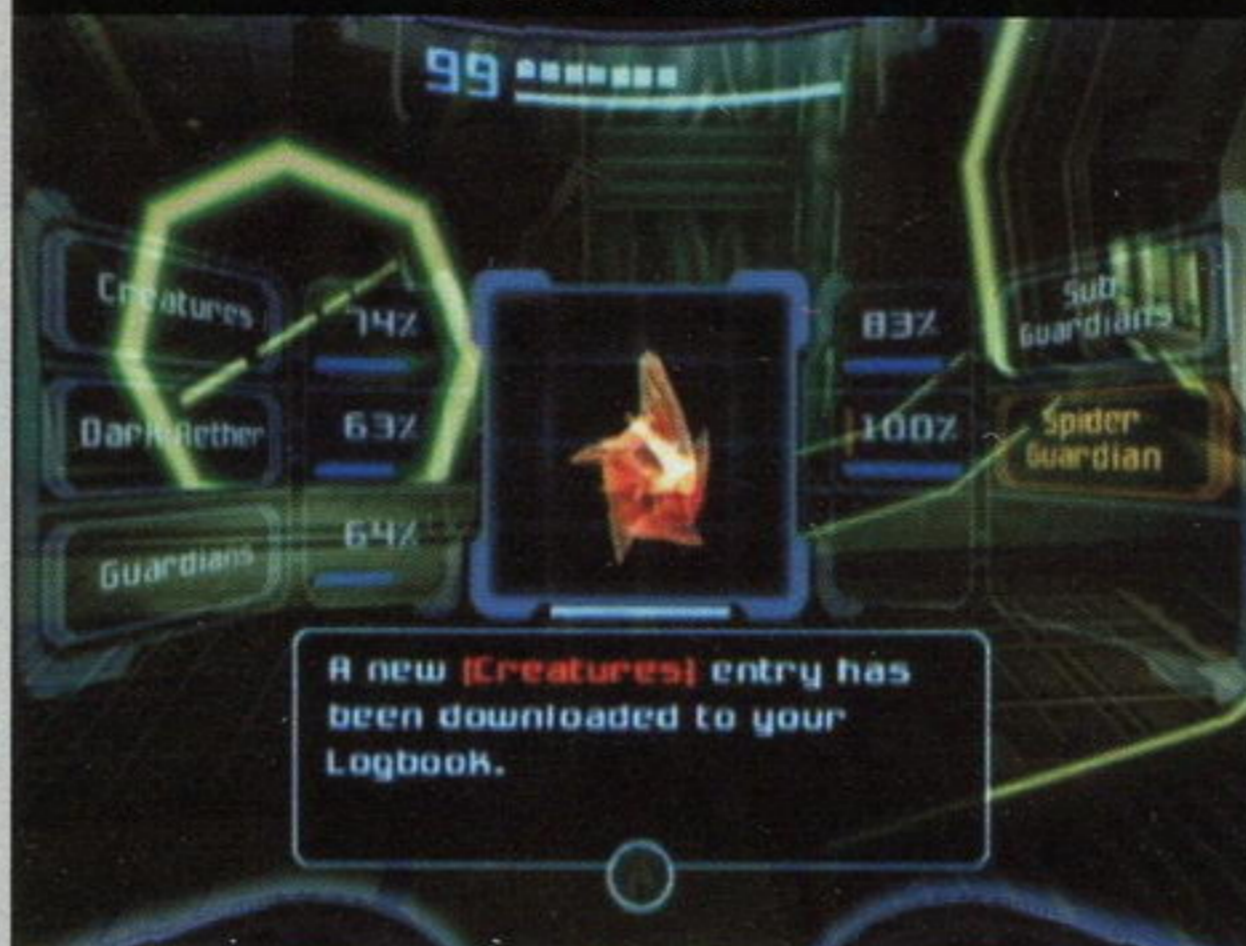 99
Creatures
74%
83%
Sub
Guardians
Dark Aether
63%
100%
Spider
Guardian
Guardians
64%
A new [Creatures] entry has
been downloaded to your
Logbook.